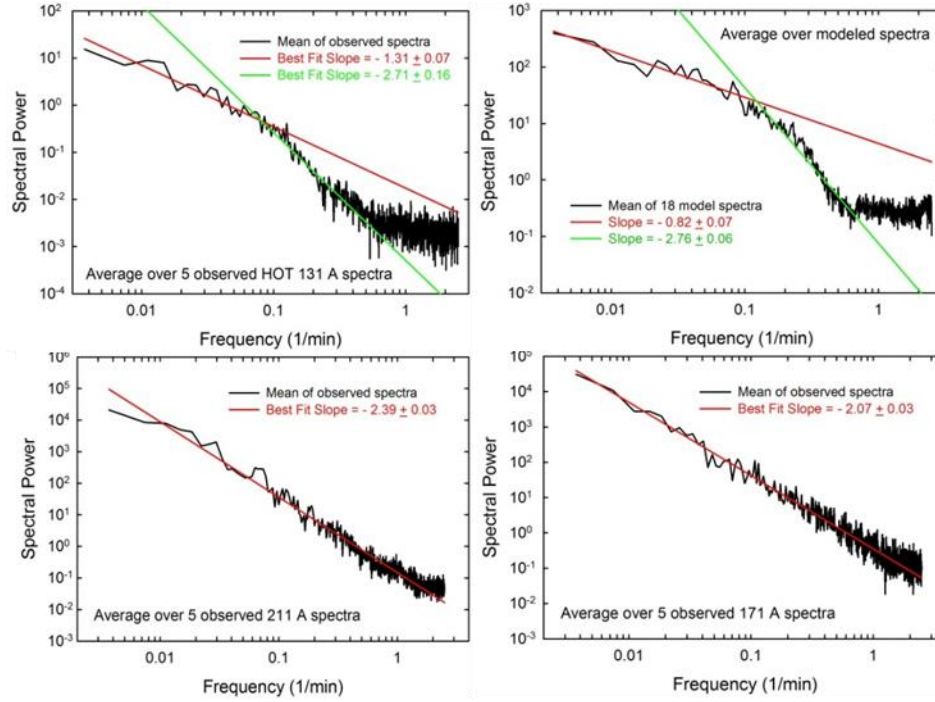 10²
10¹
10⁰
10⁻¹
10⁻²
10⁻³
10⁻⁴
Spectral Power
Mean of observed spectra
Best Fit Slope = - 1.31 ± 0.07
Best Fit Slope = - 2.71 ± 0.16
Average over 5 observed HOT 131 A spectra
0.01
0.1
1
Frequency (1/min)
10³
10²
10¹
10⁰
10⁻¹
10⁻²
Spectral Power
Average over modeled spectra
Mean of 18 model spectra
Slope = - 0.82 ± 0.07
Slope = - 2.76 ± 0.06
0.01
0.1
1
Frequency (1/min)
10⁶
10⁵
10⁴
10³
10²
10¹
10⁰
10⁻¹
10⁻²
10⁻³
Spectral Power
Mean of observed spectra
Best Fit Slope = - 2.39 ± 0.03
Average over 5 observed 211 A spectra
0.01
0.1
1
Frequency (1/min)
10⁵
10⁴
10³
10²
10¹
10⁰
10⁻¹
10⁻²
10⁻³
Spectral Power
Mean of observed spectra
Best Fit Slope = - 2.07 ± 0.03
Average over 5 observed 171 A spectra
0.01
0.1
1
Frequency (1/min)